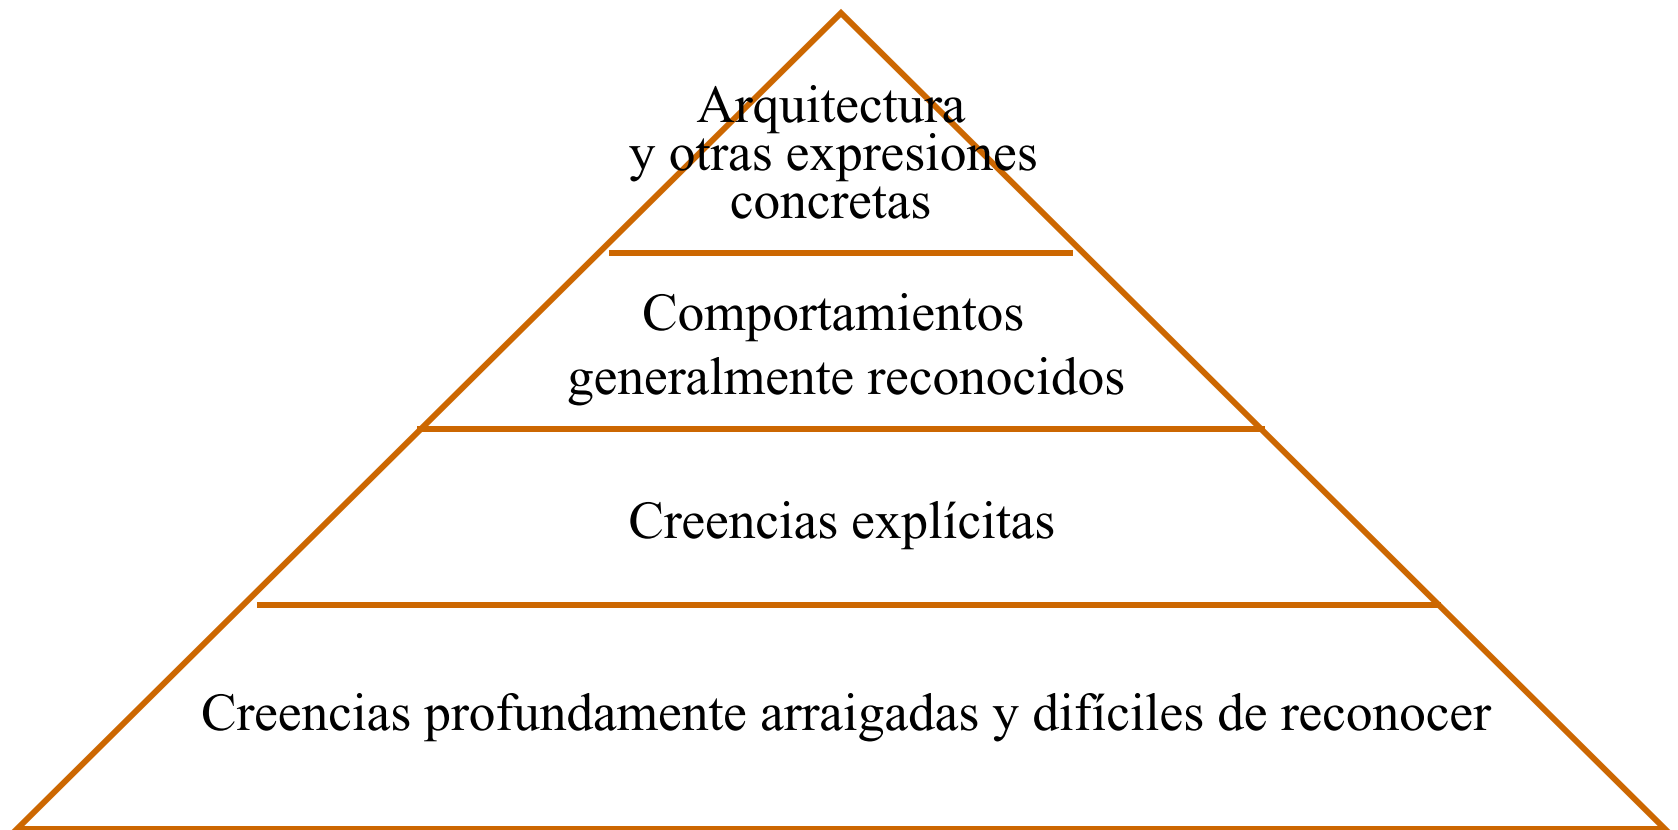 Arquitectura
y otras expresiones
concretas
Comportamientos
generalmente reconocidos
Creencias explícitas
Creencias profundamente arraigadas y difíciles de reconocer